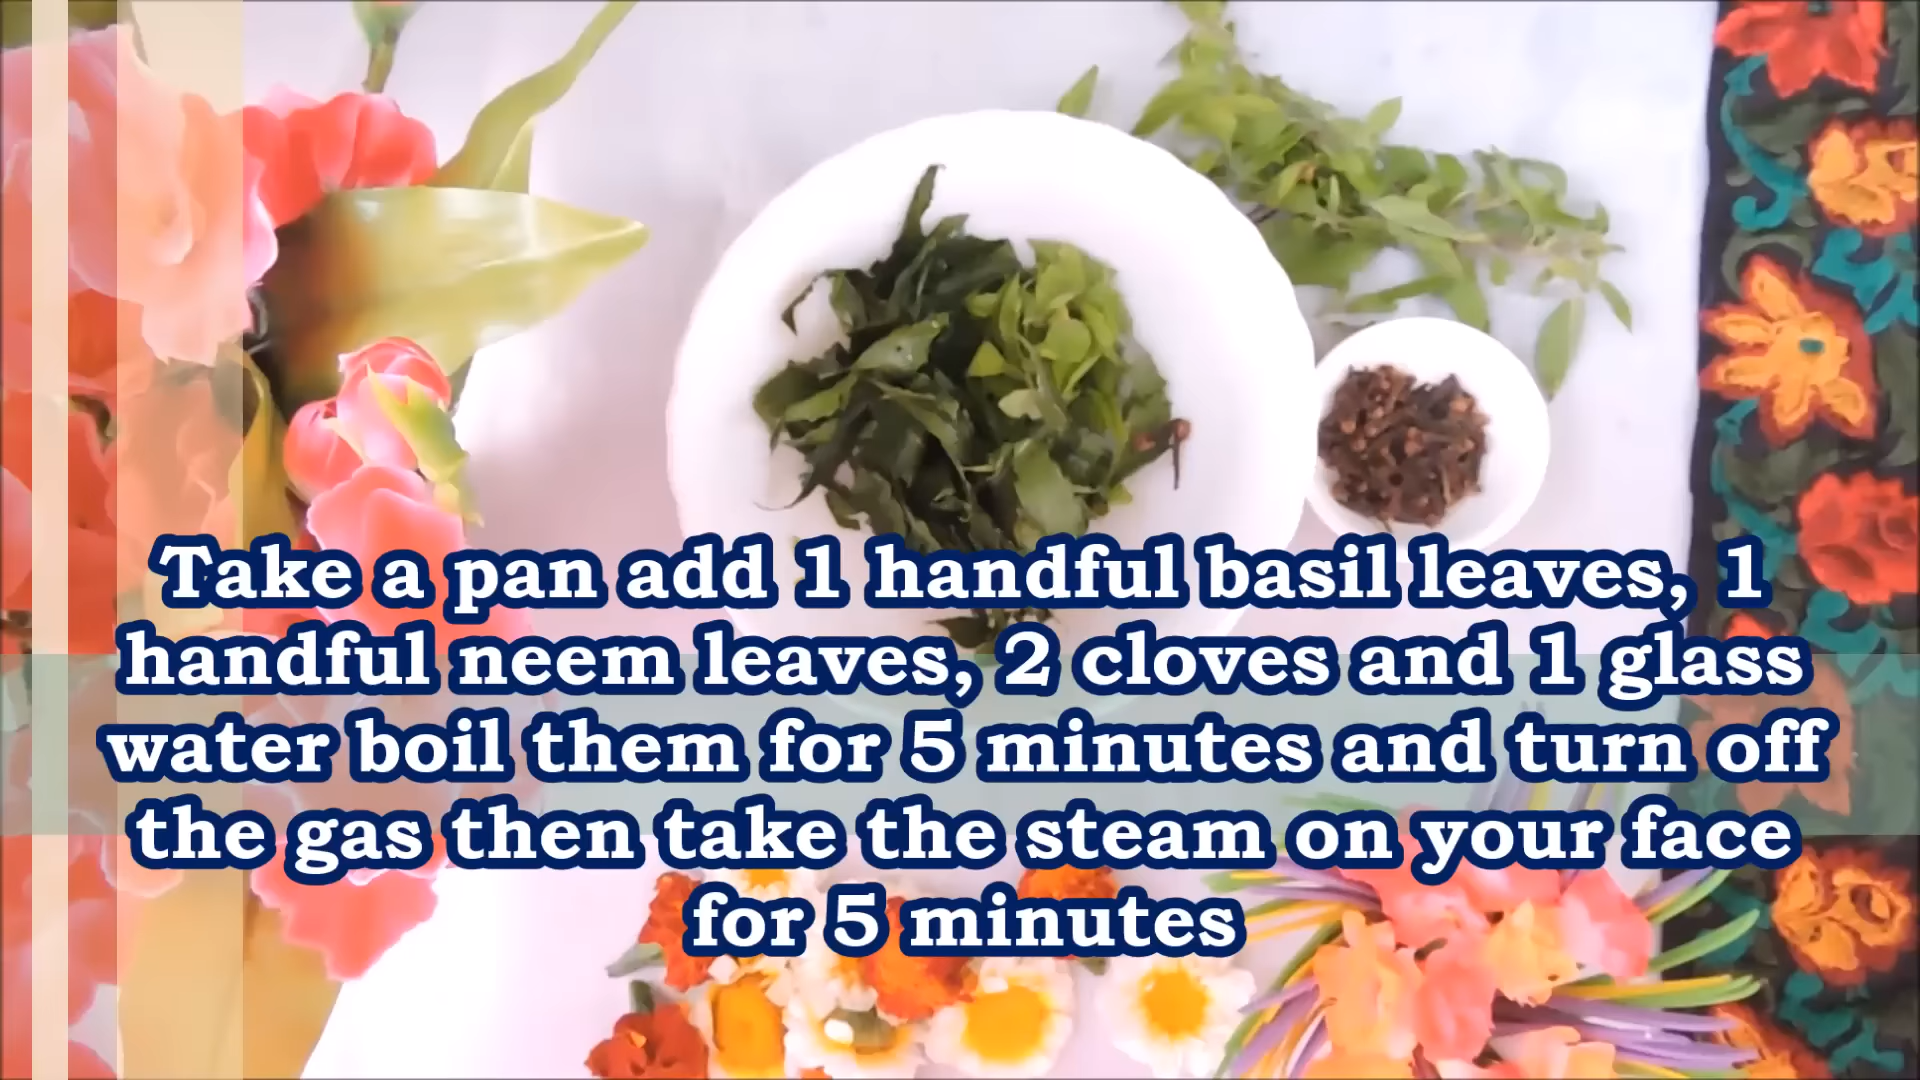 Take a pan add 1 handful basil leaves, 1
handful neem leaves, 2 cloves and 1 glass
water boil them for 5 minutes and turn off
the gas then take the steam on your face
for 5 minutes